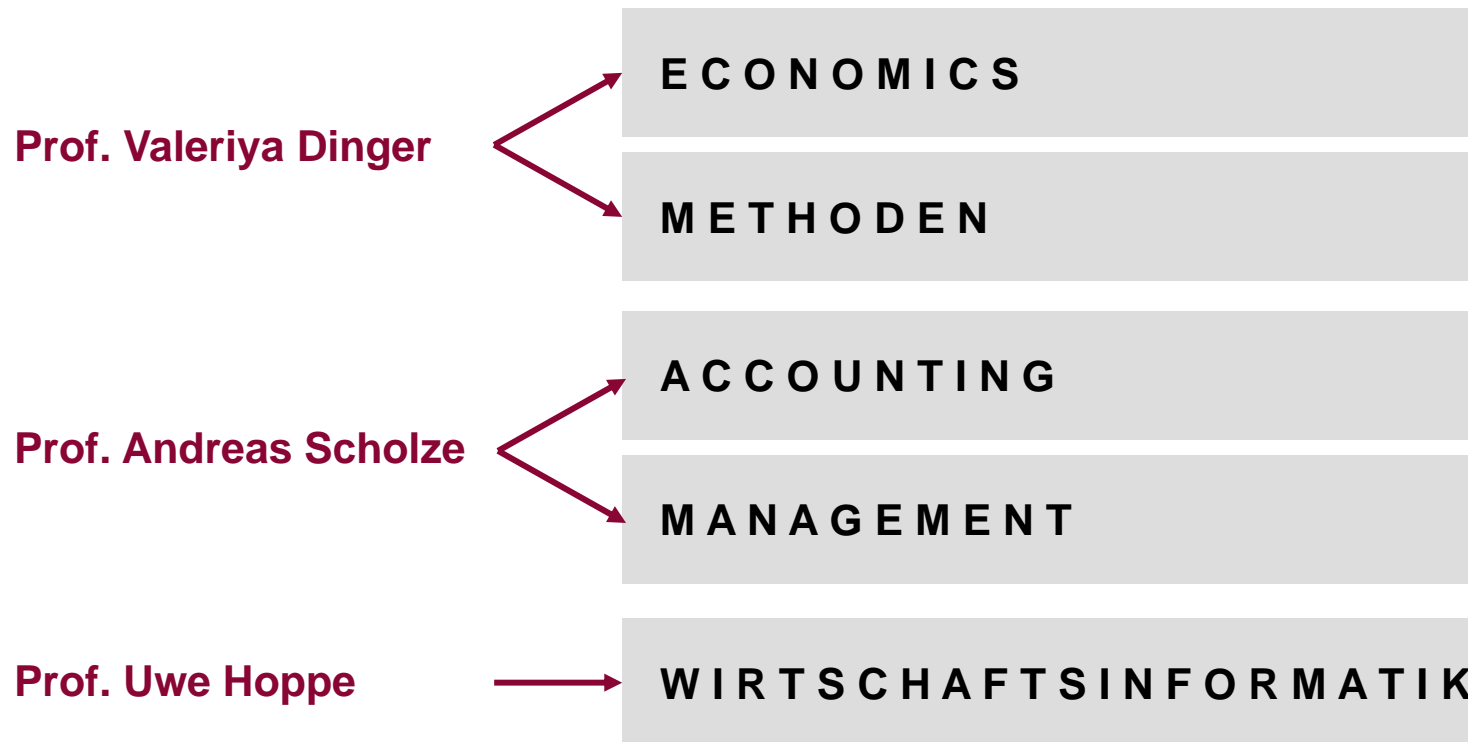 Prof. Valeriya Dinger
ECONOMICS
METHODEN
Prof. Andreas Scholze
ACCOUNTING
MANAGEMENT
Prof. Uwe Hoppe
WIRTSCHAFTSINFORMATIK